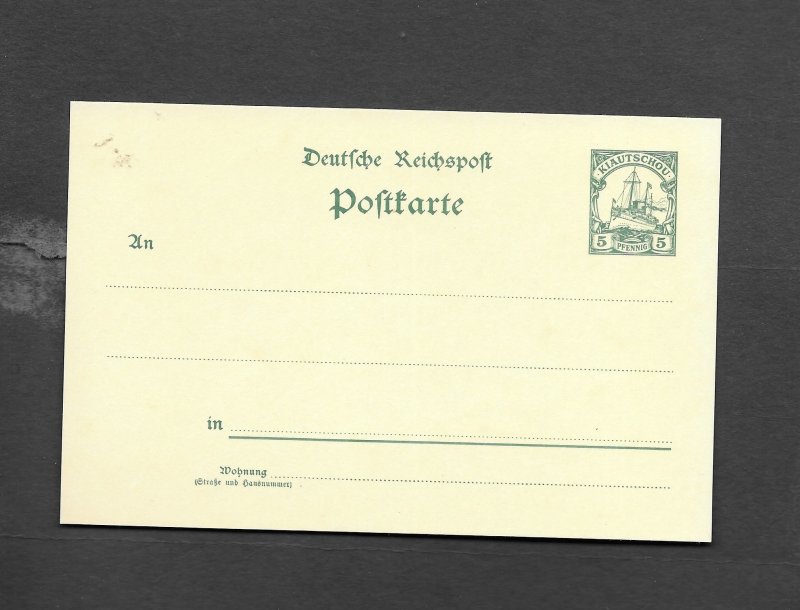 Deutſche Reichspoſt
Poſtkarte
KIAUTSCHOU
5 PFENNIG 5
An
in
Wohnung
(Straße und Hausnummer)